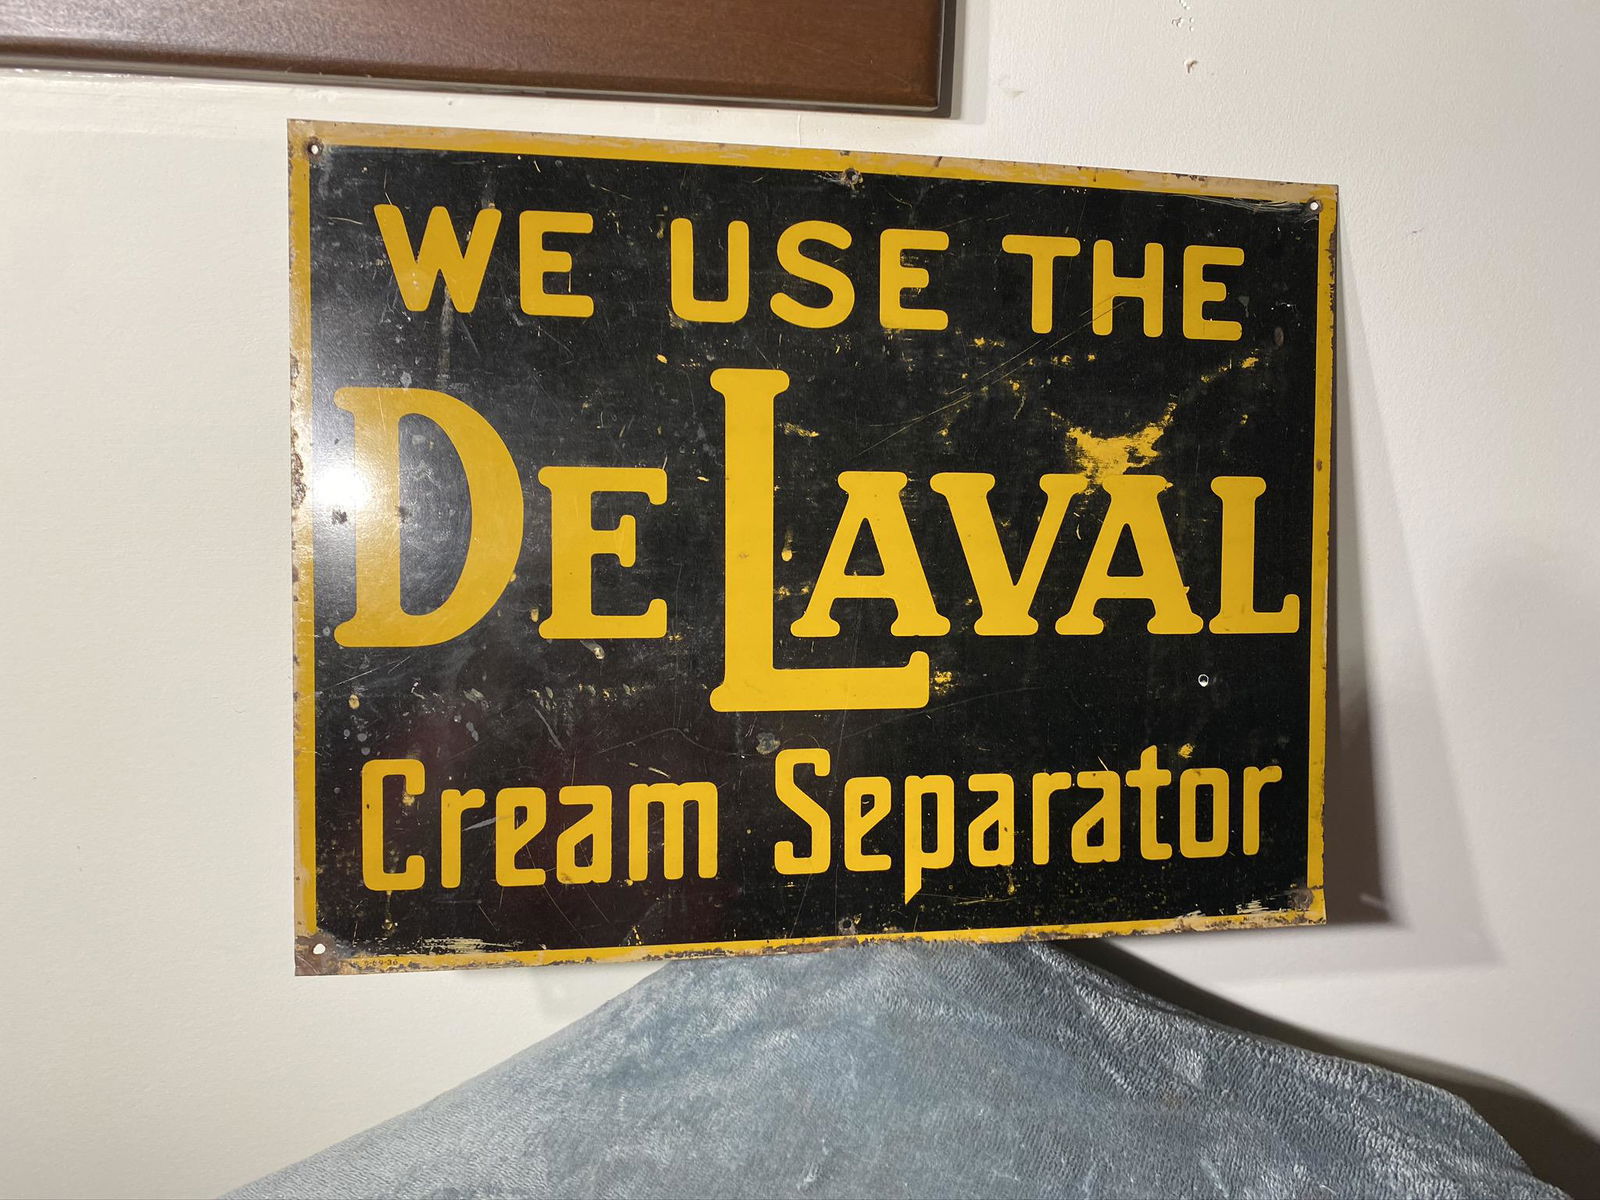 WE USE THE
DE LAVAL
Cream Separator